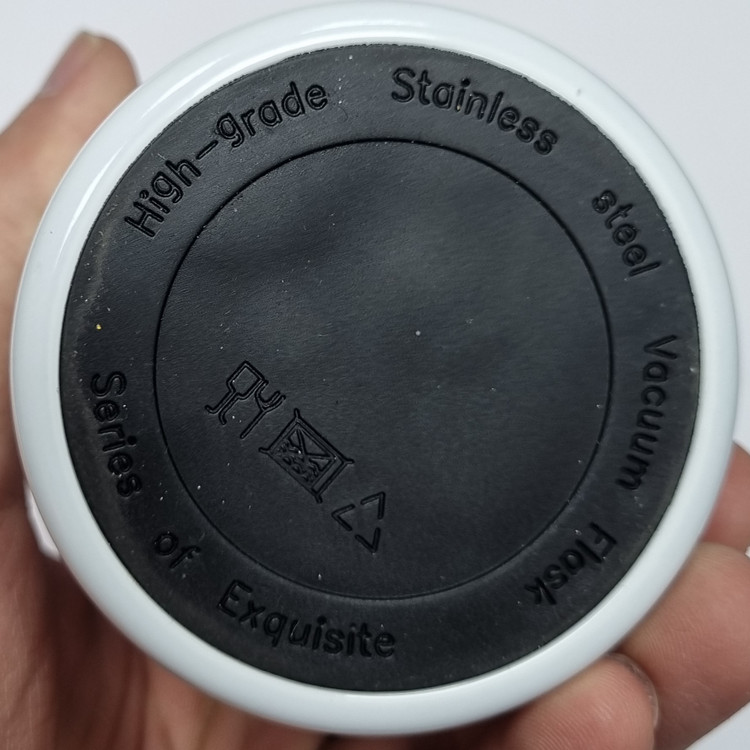 High-grade Stainless steel Vacuum Flask
Series of Exquisite